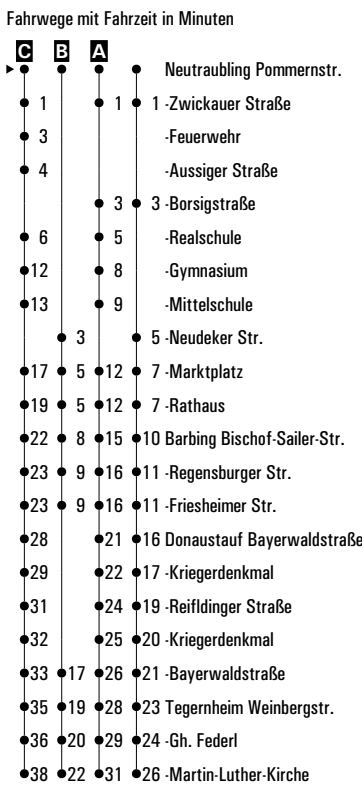 Fahrwege mit Fahrzeit in Minuten
C B A
Neutraubling Pommernstr.
1 1 1 -Zwickauer Straße
3 -Feuerwehr
4 -Aussiger Straße
3 3 -Borsigstraße
6 5 -Realschule
12 8 -Gymnasium
13 9 -Mittelschule
3 5 -Neudeker Str.
17 5 12 7 -Marktplatz
19 5 12 7 -Rathaus
22 8 15 10 Barbing Bischof-Sailer-Str.
23 9 16 11 -Regensburger Str.
23 9 16 11 -Friesheimer Str.
28 21 16 Donaustauf Bayerwaldstraße
29 22 17 -Kriegerdenkmal
31 24 19 -Reifldinger Straße
32 25 20 -Kriegerdenkmal
33 17 26 21 -Bayerwaldstraße
35 19 28 23 Tegernheim Weinbergstr.
36 20 29 24 -Gh. Federl
38 22 31 26 -Martin-Luther-Kirche